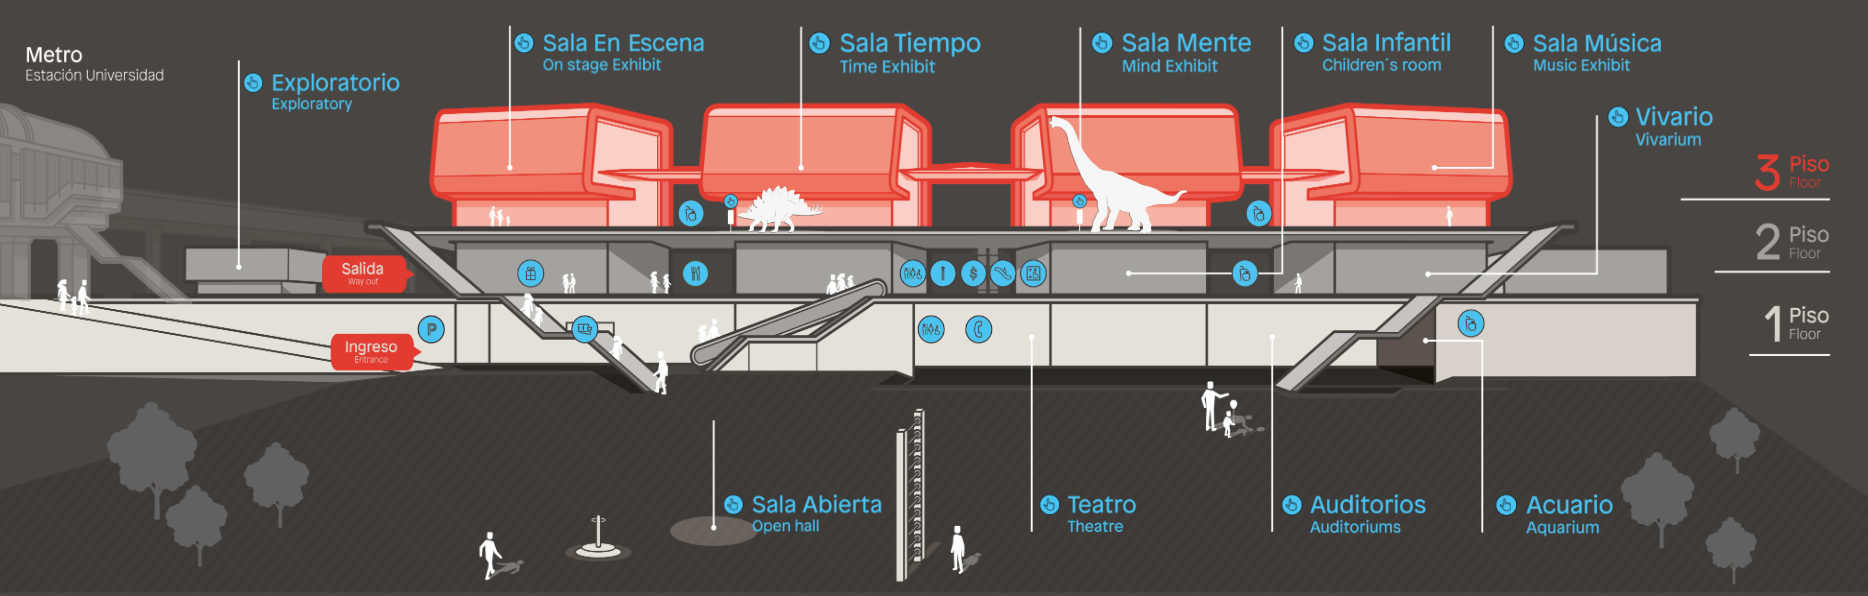 Metro
Estación Universidad
Exploratorio
Exploratory
Sala En Escena
On stage Exhibit
Sala Tiempo
Time Exhibit
Sala Mente
Mind Exhibit
Sala Infantil
Children´s room
Sala Música
Music Exhibit
Vivario
Vivarium
3 Piso
Floor
2 Piso
Floor
1 Piso
Floor
Salida
Way out
Ingreso
Entrance
P
$
Sala Abierta
Open hall
Teatro
Theatre
Auditorios
Auditoriums
Acuario
Aquarium